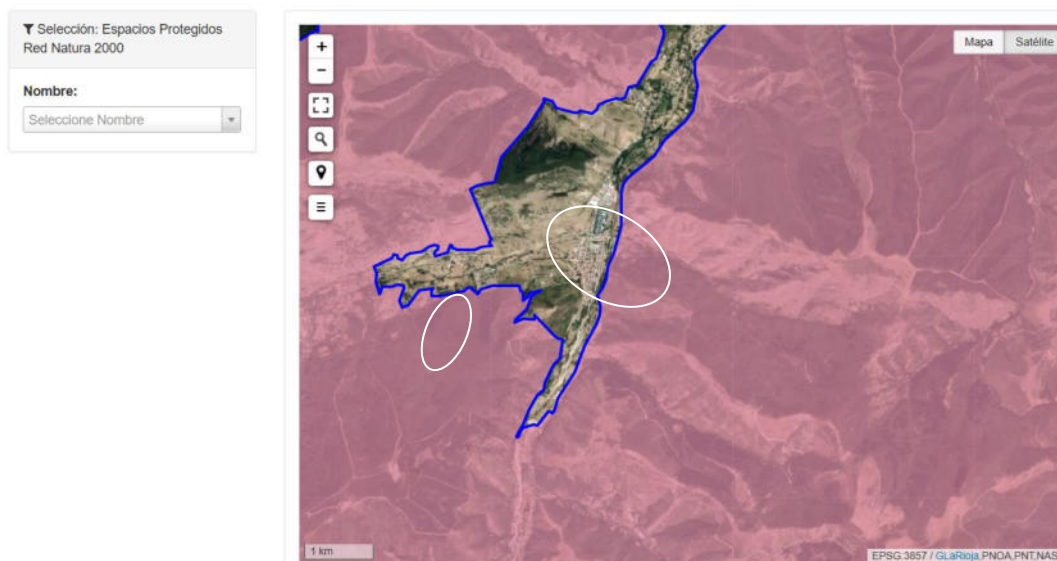 Selección: Espacios Protegidos
Red Natura 2000
Nombre:
Seleccione Nombre
+
−
Mapa Satélite
1 km
EPSG:3857 / GLaRioja,PNOA,PNT,NAS